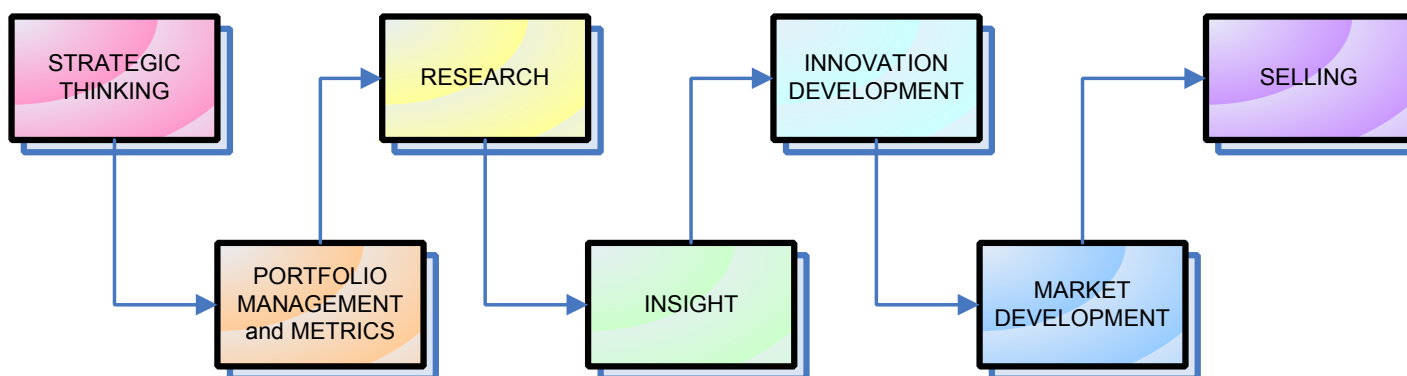 STRATEGIC
THINKING
PORTFOLIO
MANAGEMENT
and METRICS
RESEARCH
INSIGHT
INNOVATION
DEVELOPMENT
MARKET
DEVELOPMENT
SELLING